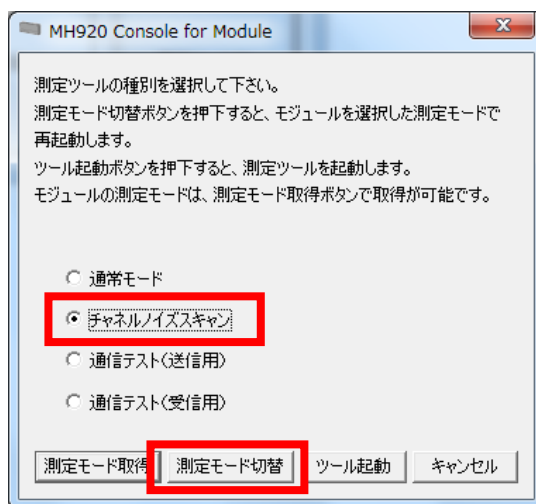 MH920 Console for Module
測定ツールの種別を選択して下さい。
測定モード切替ボタンを押下すると、モジュールを選択した測定モードで
再起動します。
ツール起動ボタンを押下すると、測定ツールを起動します。
モジュールの測定モードは、測定モード取得ボタンで取得が可能です。
通常モード
チャネルノイズスキャン
通信テスト(送信用)
通信テスト(受信用)
測定モード取得 測定モード切替 ツール起動 キャンセル